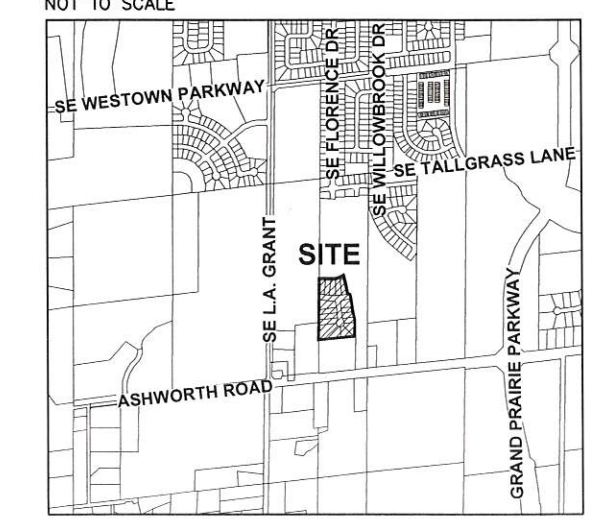 NOT TO SCALE
SE WESTOWN PARKWAY
SE FLORENCE DR
SE WILLOWBROOK DR
SE TALLGRASS LANE
SE L.A. GRANT
SITE
GRAND PRAIRIE PARKWAY
ASHWORTH ROAD